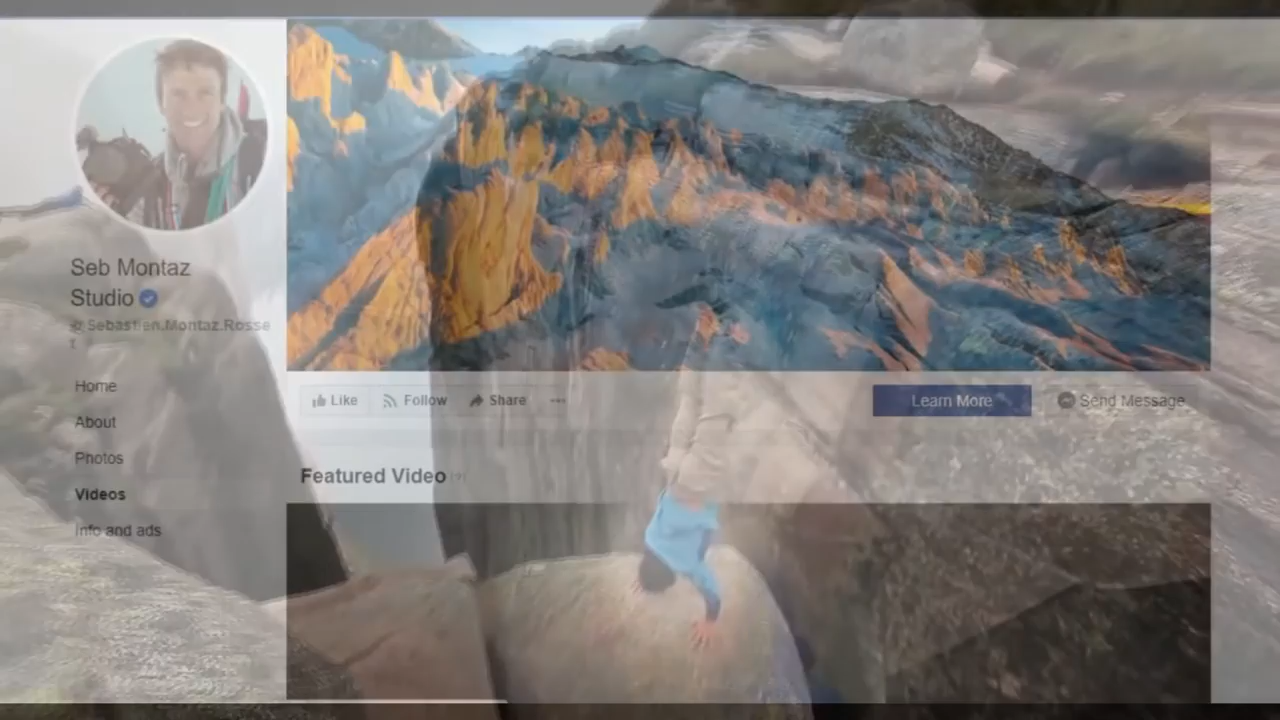 Seb Montaz
Studio
@Sebastien.Montaz.Rosse
t
Home
About
Photos
Videos
Info and ads
Like
Follow
Share
Learn More
Send Message
Featured Video